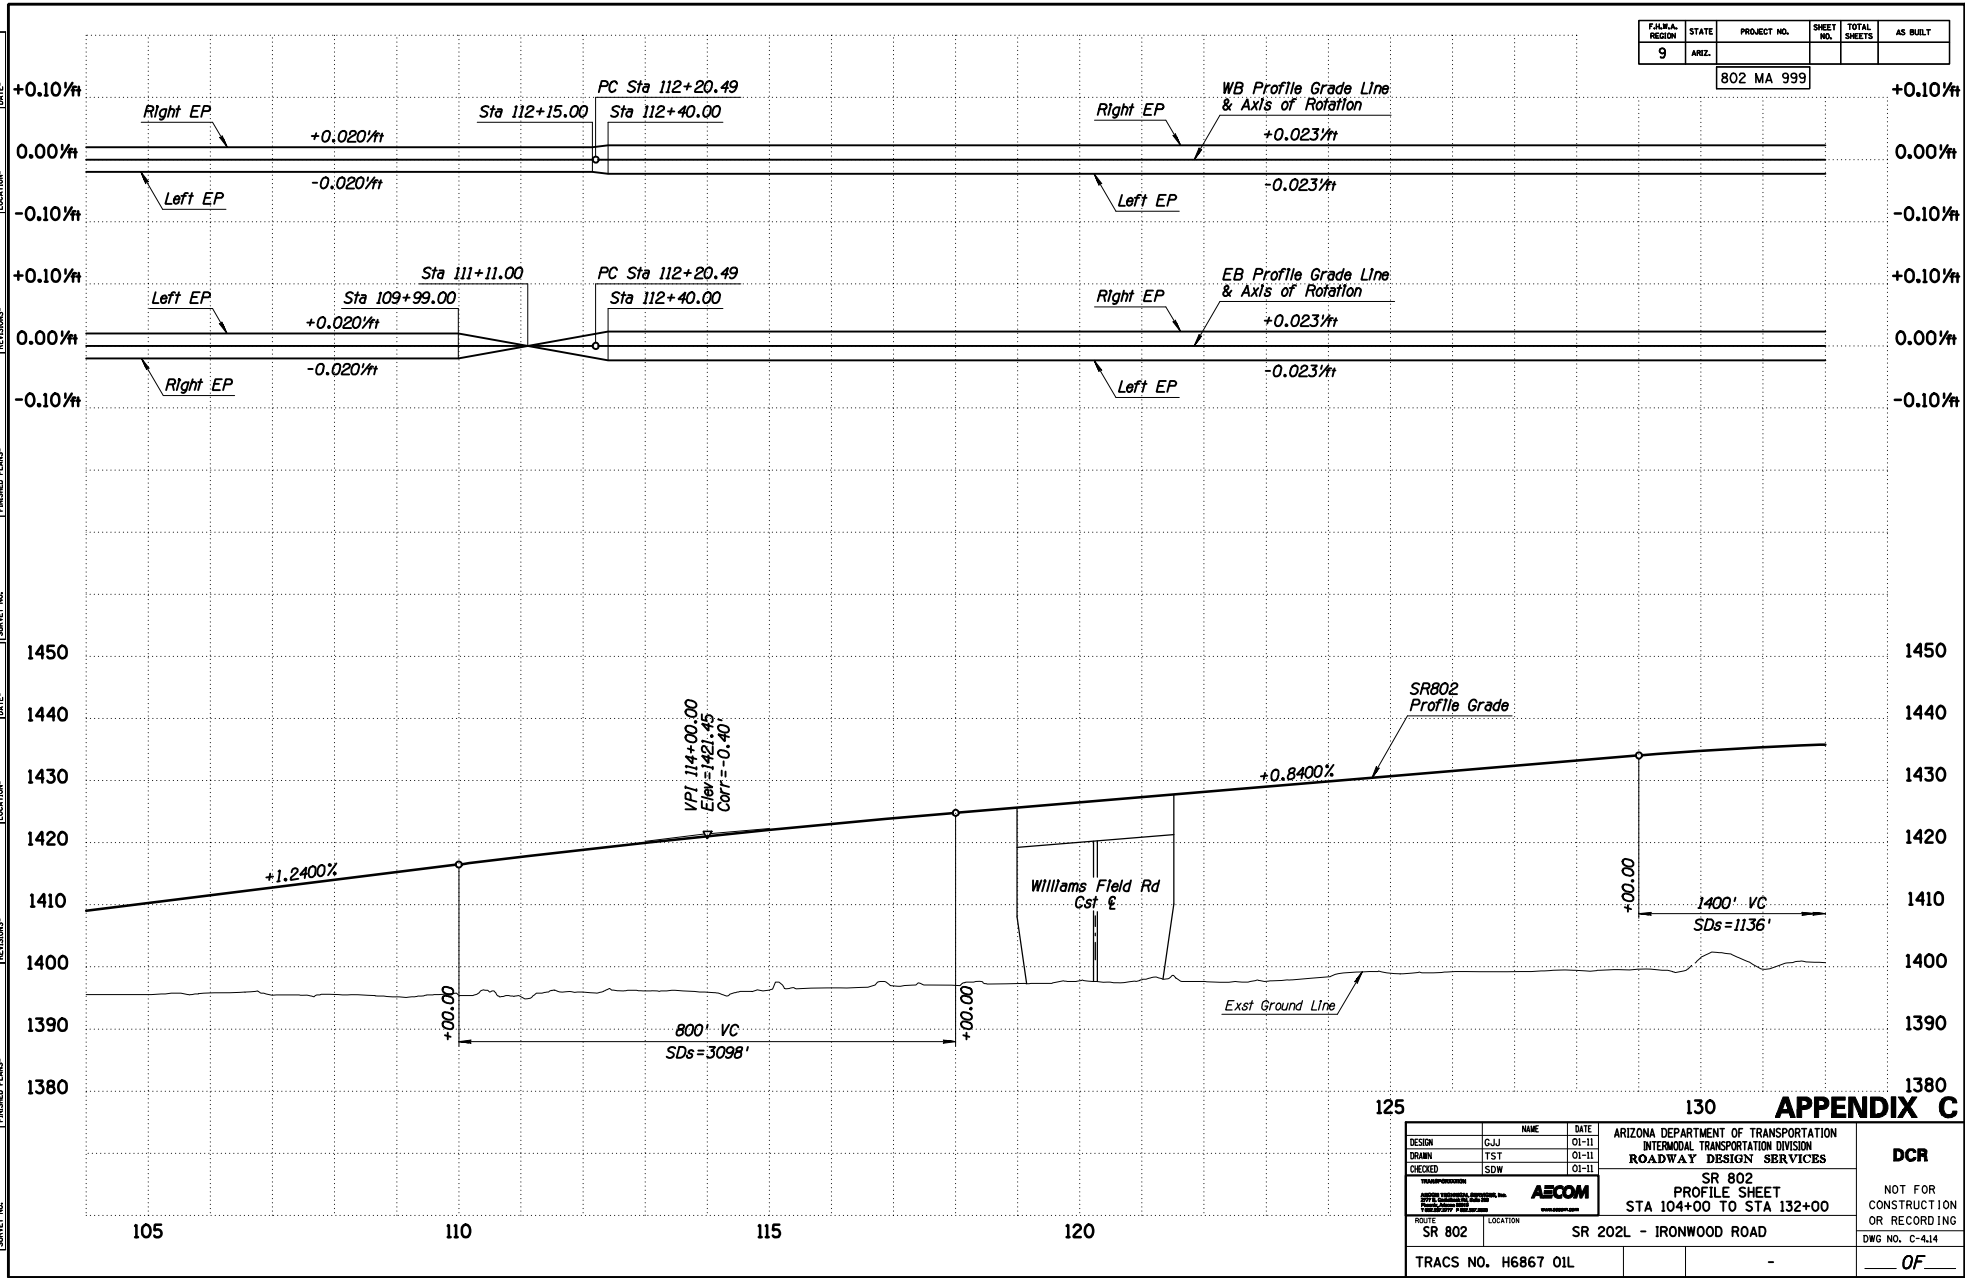 F.H.W.A. REGION
STATE
PROJECT NO.
SHEET NO.
TOTAL SHEETS
AS BUILT
9
ARIZ.
802 MA 999
+0.10'/ft
0.00'/ft
-0.10'/ft
+0.10'/ft
0.00'/ft
-0.10'/ft
Right EP
+0.020'/ft
-0.020'/ft
Left EP
Sta 112+15.00
PC Sta 112+20.49
Sta 112+40.00
Right EP
WB Profile Grade Line
& Axis of Rotation
+0.023'/ft
-0.023'/ft
Left EP
+0.10'/ft
0.00'/ft
-0.10'/ft
+0.10'/ft
0.00'/ft
-0.10'/ft
Left EP
+0.020'/ft
-0.020'/ft
Right EP
Sta 109+99.00
Sta 111+11.00
PC Sta 112+20.49
Sta 112+40.00
Right EP
EB Profile Grade Line
& Axis of Rotation
+0.023'/ft
-0.023'/ft
Left EP
1450
1440
1430
1420
1410
1400
1390
1380
1450
1440
1430
1420
1410
1400
1390
1380
+1.2400%
VPI 114+00.00
Elev=1421.45
Corr=-0.40'
+0.8400%
SR802
Profile Grade
Williams Field Rd
Cst ℄
+00.00
800' VC
SDs=3098'
+00.00
Exst Ground Line
+00.00
1400' VC
SDs=1136'
105
110
115
120
125
130
APPENDIX C
NAME
DATE
DESIGN GJJ 01-11
DRAWN TST 01-11
CHECKED SDW 01-11
TRANSPORTATION
AECOM
ARIZONA DEPARTMENT OF TRANSPORTATION
INTERMODAL TRANSPORTATION DIVISION
ROADWAY DESIGN SERVICES
SR 802
PROFILE SHEET
STA 104+00 TO STA 132+00
DCR
NOT FOR
CONSTRUCTION
OR RECORDING
ROUTE
SR 802
LOCATION
SR 202L - IRONWOOD ROAD
DWG NO. C-4.14
TRACS NO. H6867 01L
-
OF